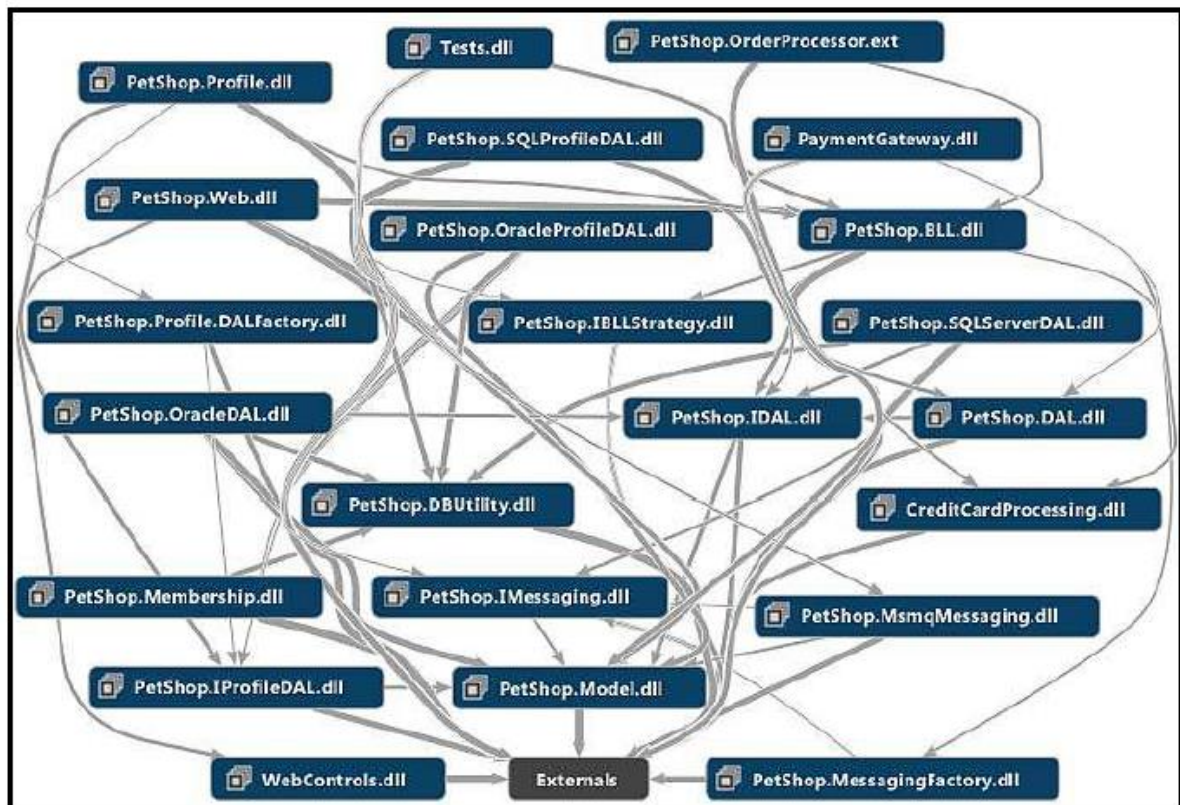 Tests.dll
PetShop.OrderProcessor.ext
PetShop.Profile.dll
PetShop.SQLProfileDAL.dll
PaymentGateway.dll
PetShop.Web.dll
PetShop.OracleProfileDAL.dll
PetShop.BLL.dll
PetShop.Profile.DALFactory.dll
PetShop.IBLLStrategy.dll
PetShop.SQLServerDAL.dll
PetShop.OracleDAL.dll
PetShop.IDAL.dll
PetShop.DAL.dll
PetShop.DBUtility.dll
CreditCardProcessing.dll
PetShop.Membership.dll
PetShop.IMessaging.dll
PetShop.MsmqMessaging.dll
PetShop.IProfileDAL.dll
PetShop.Model.dll
WebControls.dll
Externals
PetShop.MessagingFactory.dll